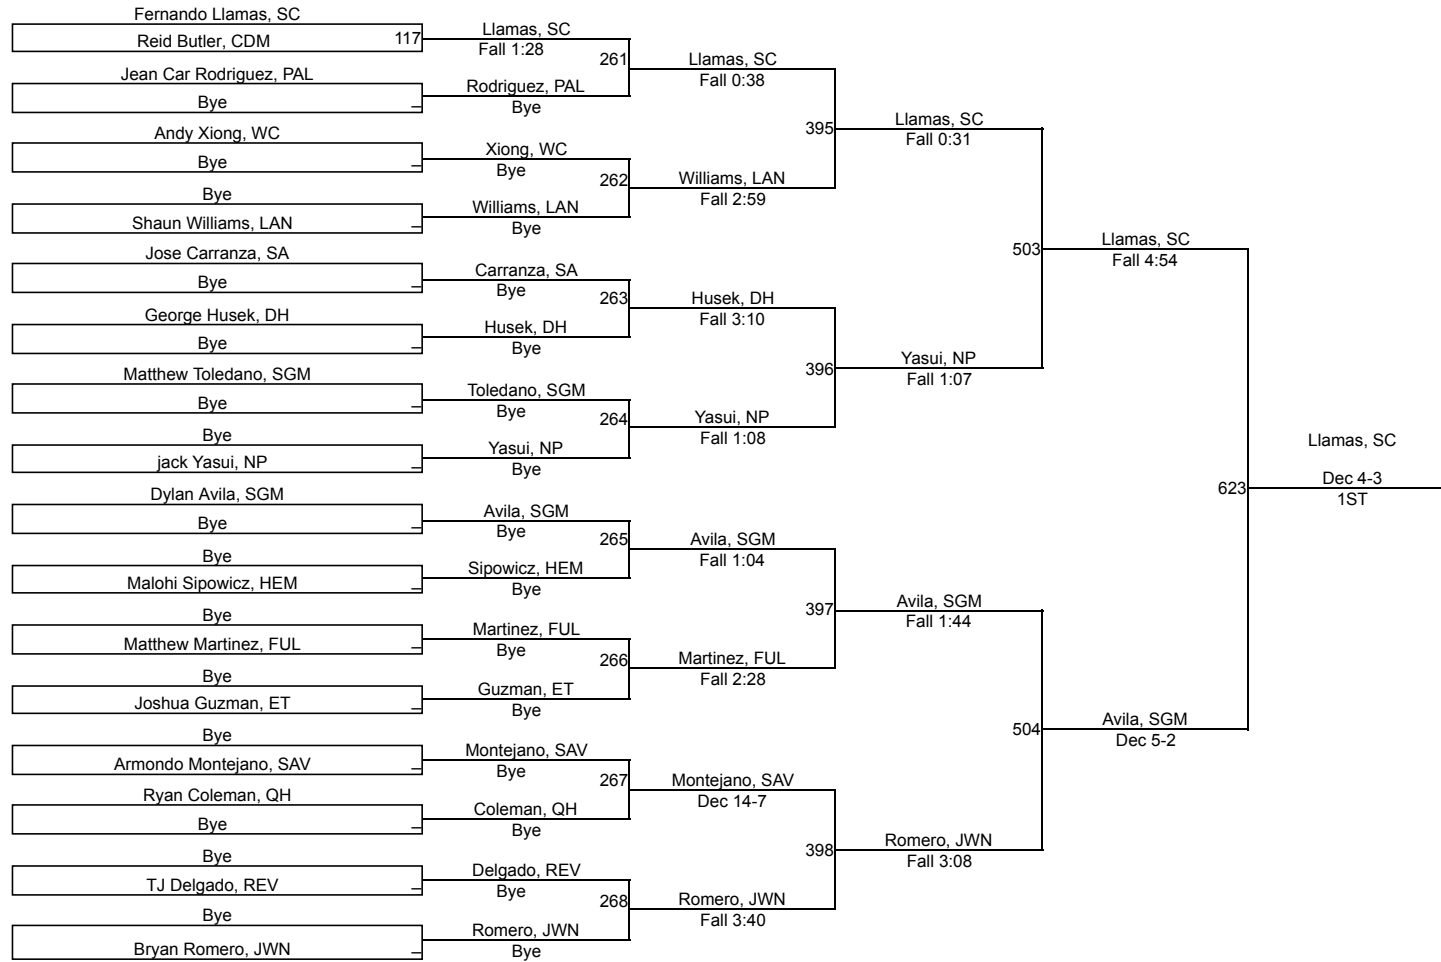 Fernando Llamas, SC
Reid Butler, CDM
117
Jean Car Rodriguez, PAL
Bye
Andy Xiong, WC
Bye
Bye
Shaun Williams, LAN
Jose Carranza, SA
Bye
George Husek, DH
Bye
Matthew Toledano, SGM
Bye
Bye
jack Yasui, NP
Dylan Avila, SGM
Bye
Bye
Malohi Sipowicz, HEM
Bye
Matthew Martinez, FUL
Bye
Joshua Guzman, ET
Bye
Armondo Montejano, SAV
Ryan Coleman, QH
Bye
Bye
TJ Delgado, REV
Bye
Bryan Romero, JWN
Llamas, SC
Fall 1:28
261
Rodriguez, PAL
Bye
Xiong, WC
Bye
262
Williams, LAN
Bye
Carranza, SA
Bye
263
Husek, DH
Bye
Toledano, SGM
Bye
264
Yasui, NP
Bye
Avila, SGM
Bye
265
Sipowicz, HEM
Bye
Martinez, FUL
Bye
266
Guzman, ET
Bye
Montejano, SAV
Bye
267
Coleman, QH
Bye
Delgado, REV
Bye
268
Romero, JWN
Bye
Llamas, SC
Fall 0:38
395
Williams, LAN
Fall 2:59
Husek, DH
Fall 3:10
396
Yasui, NP
Fall 1:08
Avila, SGM
Fall 1:04
397
Martinez, FUL
Fall 2:28
Montejano, SAV
Dec 14-7
398
Romero, JWN
Fall 3:40
Llamas, SC
Fall 0:31
503
Yasui, NP
Fall 1:07
Avila, SGM
Fall 1:44
504
Romero, JWN
Fall 3:08
Llamas, SC
Fall 4:54
623
Avila, SGM
Dec 5-2
Llamas, SC
Dec 4-3
1ST